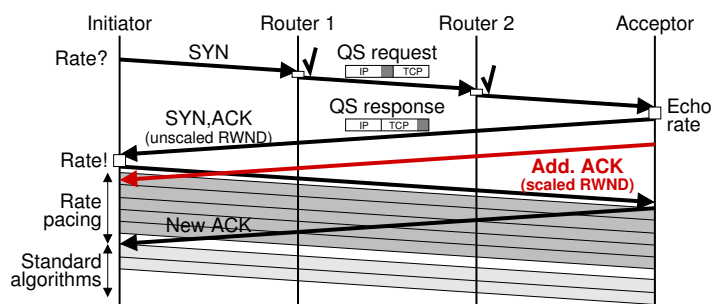 Initiator Router 1 Router 2 Acceptor
Rate? SYN QS request
IP TCP
SYN,ACK QS response Echo
(unscaled RWND) IP TCP rate
Rate! Add. ACK
(scaled RWND)
Rate
pacing New ACK
Standard
algorithms